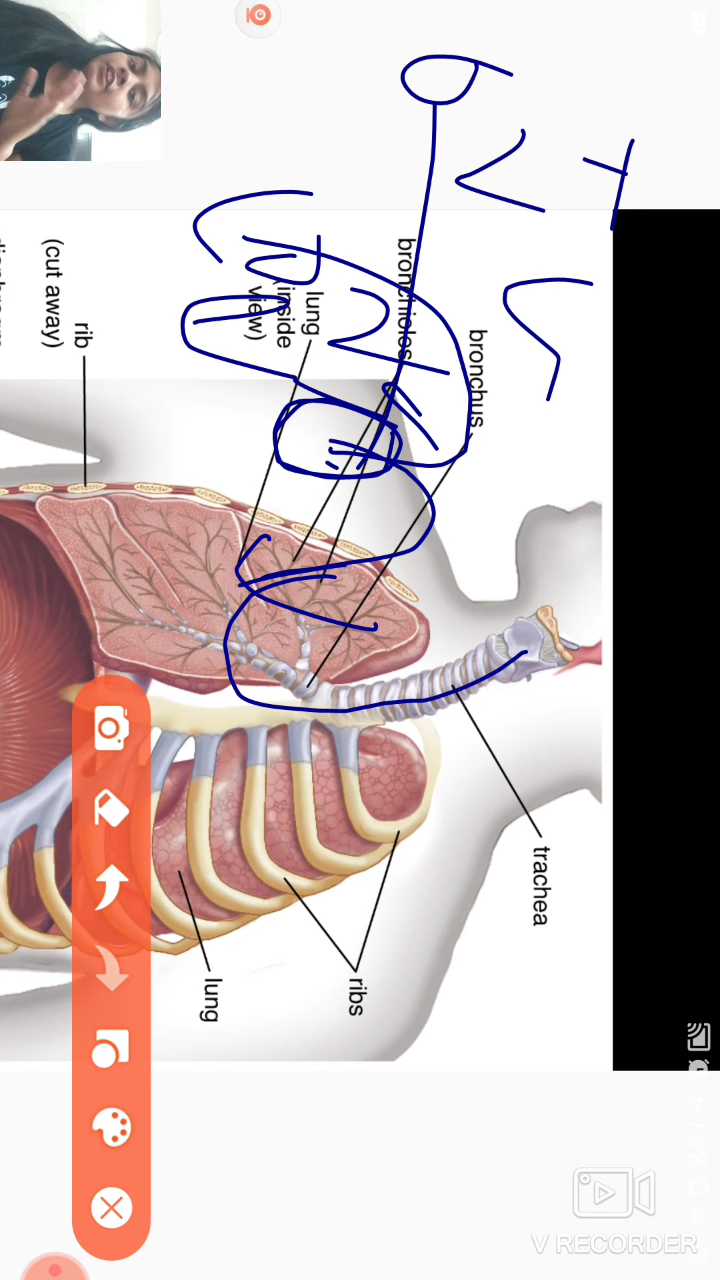 bronchus
bronchioles
lung
(inside
view)
rib
(cut away)
trachea
ribs
lung
V RECORDER